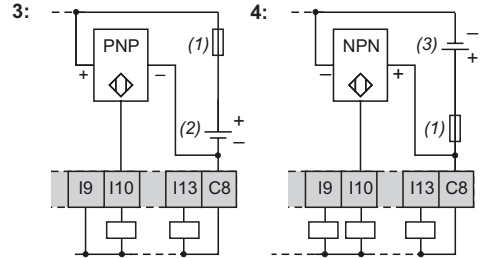 3:
PNP
(1)
+
–
(2)
+
–
I9
I10
I13
C8
4:
NPN
(3)
–
+
–
+
(1)
I9
I10
I13
C8